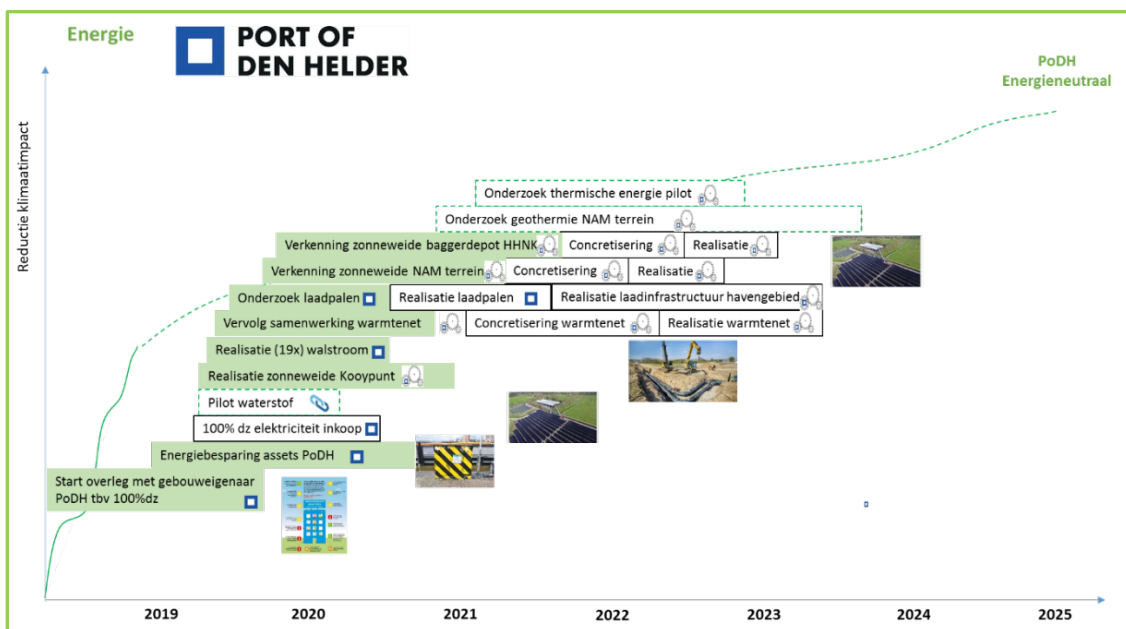 Energie
PORT OF
DEN HELDER
PoDH
Energieneutraal
Reductie klimaatimpact
Onderzoek thermische energie pilot
Onderzoek geothermie NAM terrein
Verkenning zonneweide baggerdepot HHNK
Concretisering
Realisatie
Verkenning zonneweide NAM terrein
Concretisering
Realisatie
Onderzoek laadpalen
Realisatie laadpalen
Realisatie laadinfrastructuur havengebied
Vervolg samenwerking warmtenet
Concretisering warmtenet
Realisatie warmtenet
Realisatie (19x) walstroom
Realisatie zonneweide Kooypunt
Pilot waterstof
100% dz elektriciteit inkoop
Energiebesparing assets PoDH
Start overleg met gebouweigenaar
PoDH tbv 100%dz
2019
2020
2021
2022
2023
2024
2025